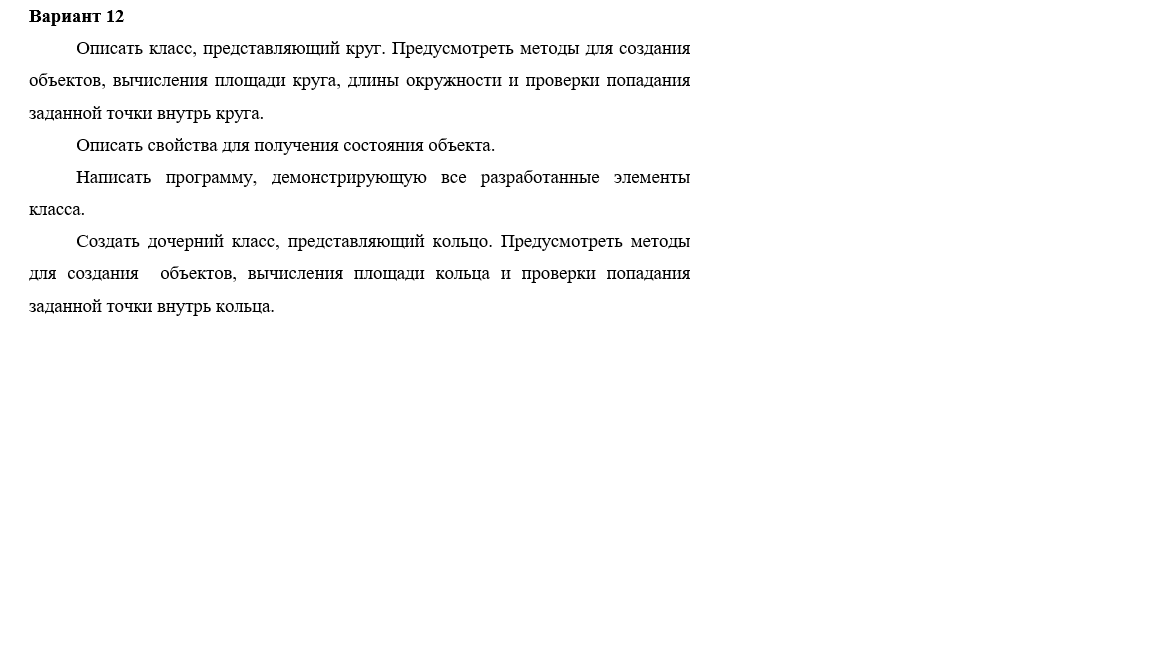 Вариант 12
Описать класс, представляющий круг. Предусмотреть методы для создания
объектов, вычисления площади круга, длины окружности и проверки попадания
заданной точки внутрь круга.
Описать свойства для получения состояния объекта.
Написать программу, демонстрирующую все разработанные элементы
класса.
Создать дочерний класс, представляющий кольцо. Предусмотреть методы
для создания  объектов, вычисления площади кольца и проверки попадания
заданной точки внутрь кольца.